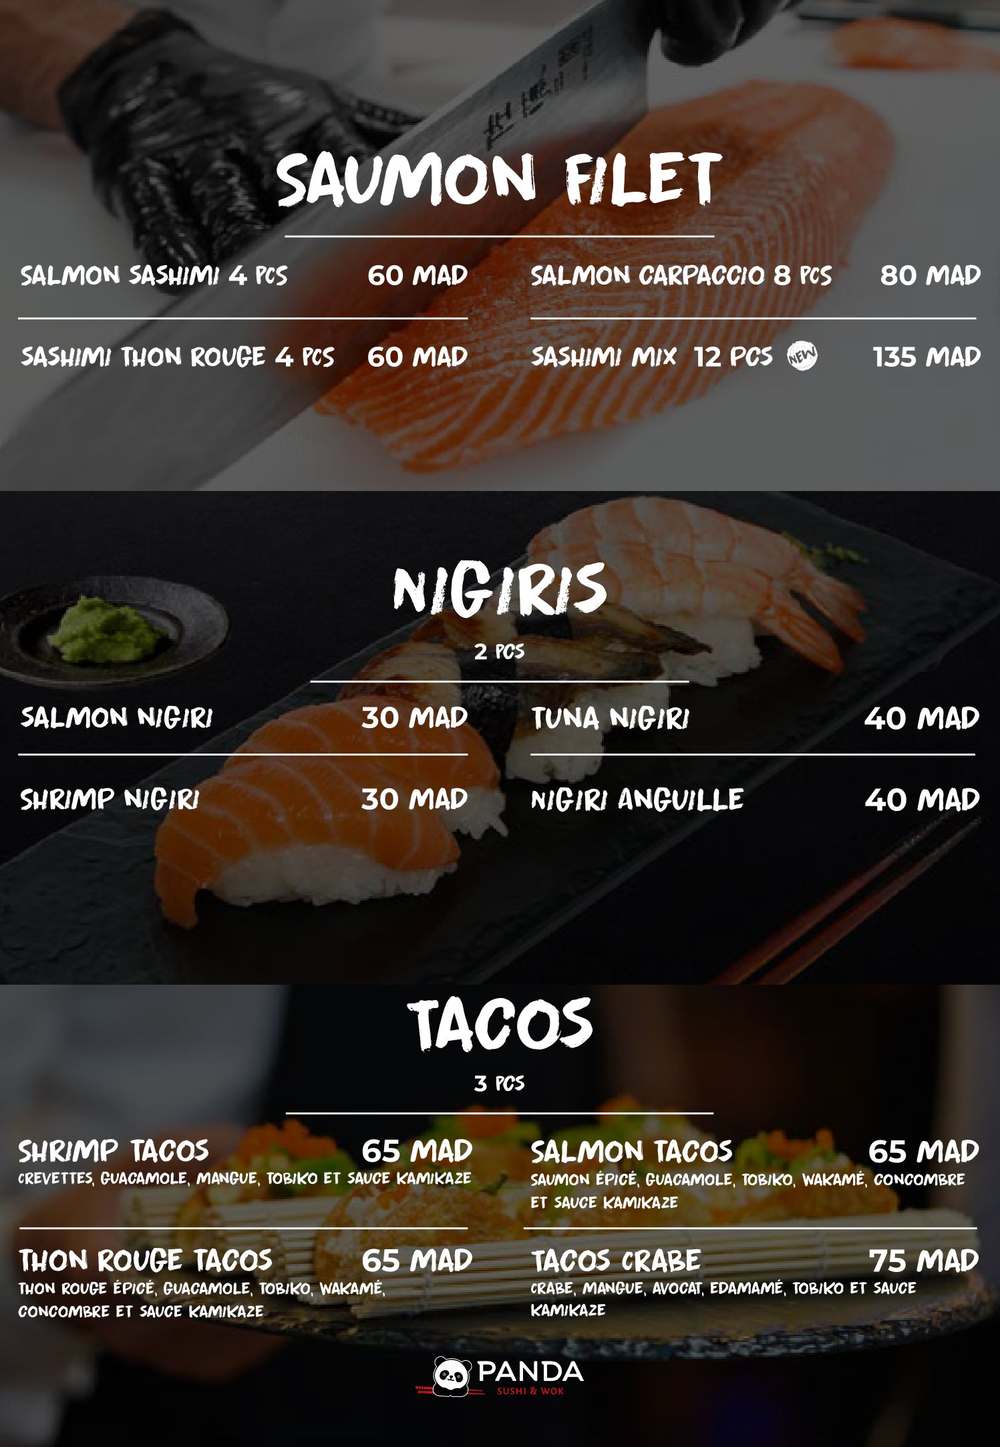 SAUMON FILET
SALMON SASHIMI 4 PCS 60 MAD
SALMON CARPACCIO 8 PCS 80 MAD
SASHIMI THON ROUGE 4 PCS 60 MAD
SASHIMI MIX 12 PCS NEW 135 MAD
NIGIRIS
2 PCS
SALMON NIGIRI 30 MAD
TUNA NIGIRI 40 MAD
SHRIMP NIGIRI 30 MAD
NIGIRI ANGUILLE 40 MAD
TACOS
3 PCS
SHRIMP TACOS 65 MAD
CREVETTES, GUACAMOLE, MANGUE, TOBIKO ET SAUCE KAMIKAZE
SALMON TACOS 65 MAD
SAUMON ÉPICÉ, GUACAMOLE, TOBIKO, WAKAMÉ, CONCOMBRE
ET SAUCE KAMIKAZE
THON ROUGE TACOS 65 MAD
THON ROUGE ÉPICÉ, GUACAMOLE, TOBIKO, WAKAMÉ,
CONCOMBRE ET SAUCE KAMIKAZE
TACOS CRABE 75 MAD
CRABE, MANGUE, AVOCAT, EDAMAMÉ, TOBIKO ET SAUCE
KAMIKAZE
PANDA
SUSHI & WOK